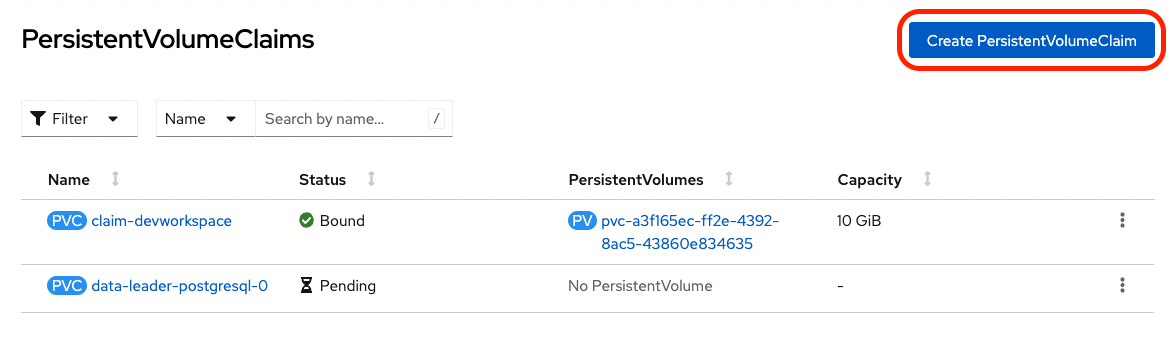 PersistentVolumeClaims
Create PersistentVolumeClaim
Filter
Name
Search by name...
/
Name Status PersistentVolumes Capacity
PVC claim-devworkspace Bound PV pvc-a3f165ec-ff2e-4392- 10 GiB
8ac5-43860e834635
PVC data-leader-postgresql-0 Pending No PersistentVolume -